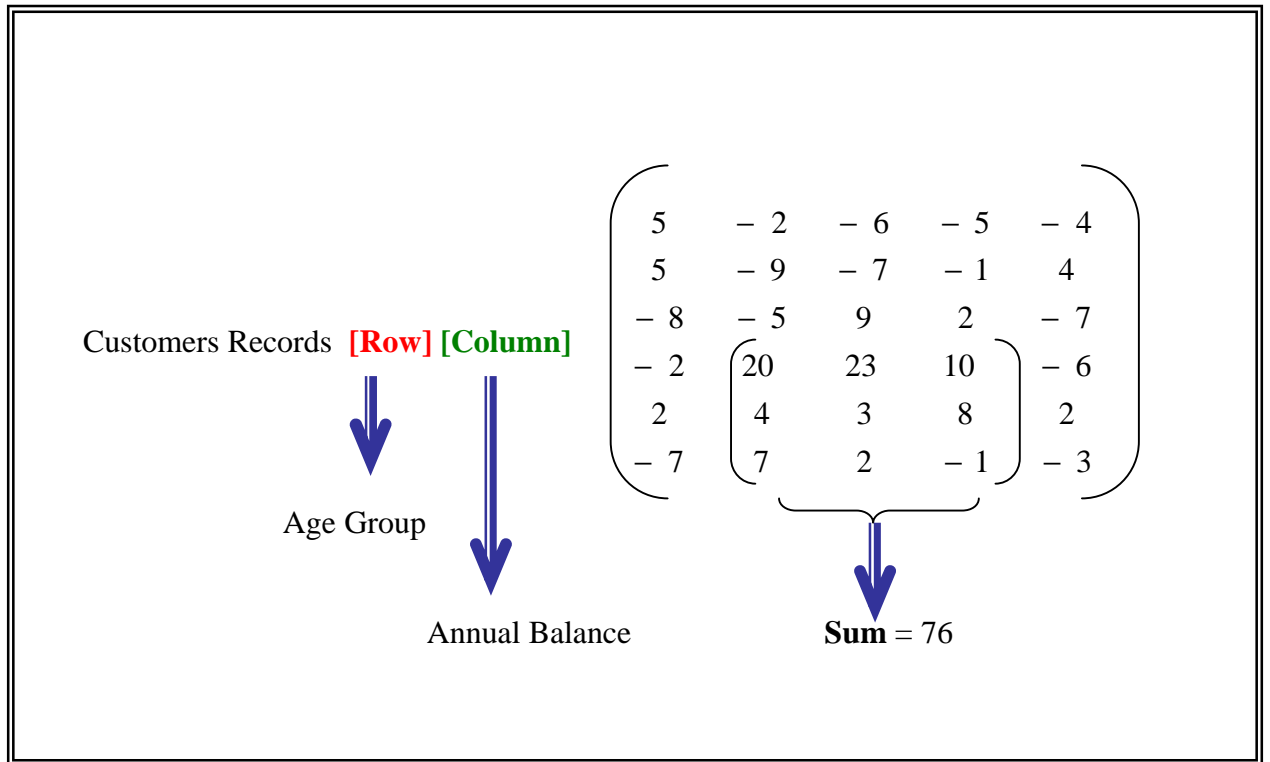 5 − 2 − 6 − 5 − 4
5 − 9 − 7 − 1 4
− 8 − 5 9 2 − 7
Customers Records [Row] [Column]
− 2 20 23 10 − 6
2 4 3 8 2
− 7 7 2 − 1 − 3
Age Group
Annual Balance
Sum = 76